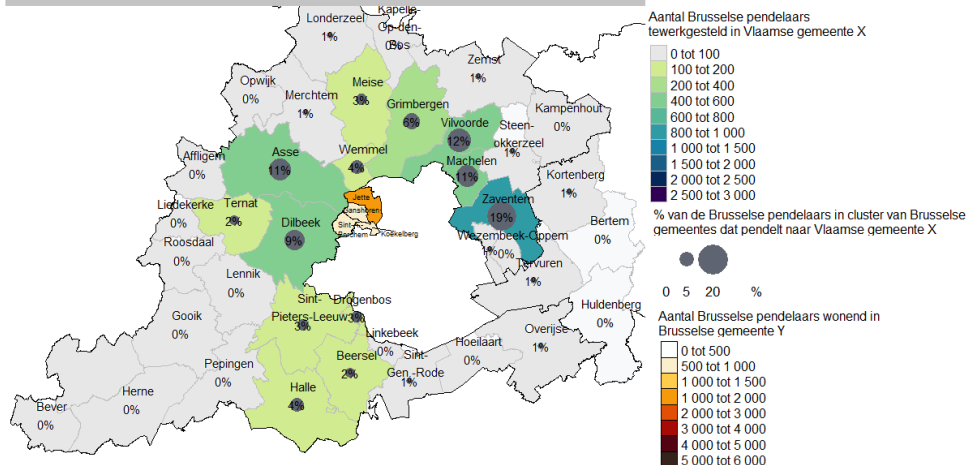 Londerzeel
1%
Kapelle-
Op-den-
0%
Bos
Zemst
1%
Opwijk
0%
Merchtem
1%
Meise
3%
Grimbergen
6%
Vilvoorde
12%
Steen-
okkerzeel
1%
Kampenhout
0%
Affligem
0%
Asse
11%
Wemmel
4%
Machelen
11%
Kortenberg
1%
Liedekerke
0%
Ternat
2%
Dilbeek
9%
Jette
Ganshoren
Sint-A-
Berchem
Koekelberg
Zaventem
19%
Bertem
0%
Wezembeek-Oppem
1%
0%
Tervuren
1%
Roosdaal
0%
Lennik
0%
Sint-
Pieters-Leeuw
3%
Drogenbos
3%
Linkebeek
0%
Huldenberg
0%
Gooik
0%
Pepingen
0%
Beersel
2%
Sint-
Gen.-Rode
1%
Hoeilaart
0%
Overijse
1%
Halle
4%
Herne
0%
Bever
0%
Aantal Brusselse pendelaars
tewerkgesteld in Vlaamse gemeente X
0 tot 100
100 tot 200
200 tot 400
400 tot 600
600 tot 800
800 tot 1 000
1 000 tot 1 500
1 500 tot 2 000
2 000 tot 2 500
2 500 tot 3 000
% van de Brusselse pendelaars in cluster van Brusselse
gemeentes dat pendelt naar Vlaamse gemeente X
0 5 20 %
Aantal Brusselse pendelaars wonend in
Brusselse gemeente Y
0 tot 500
500 tot 1 000
1 000 tot 1 500
1 000 tot 2 000
2 000 tot 3 000
3 000 tot 4 000
4 000 tot 5 000
5 000 tot 6 000